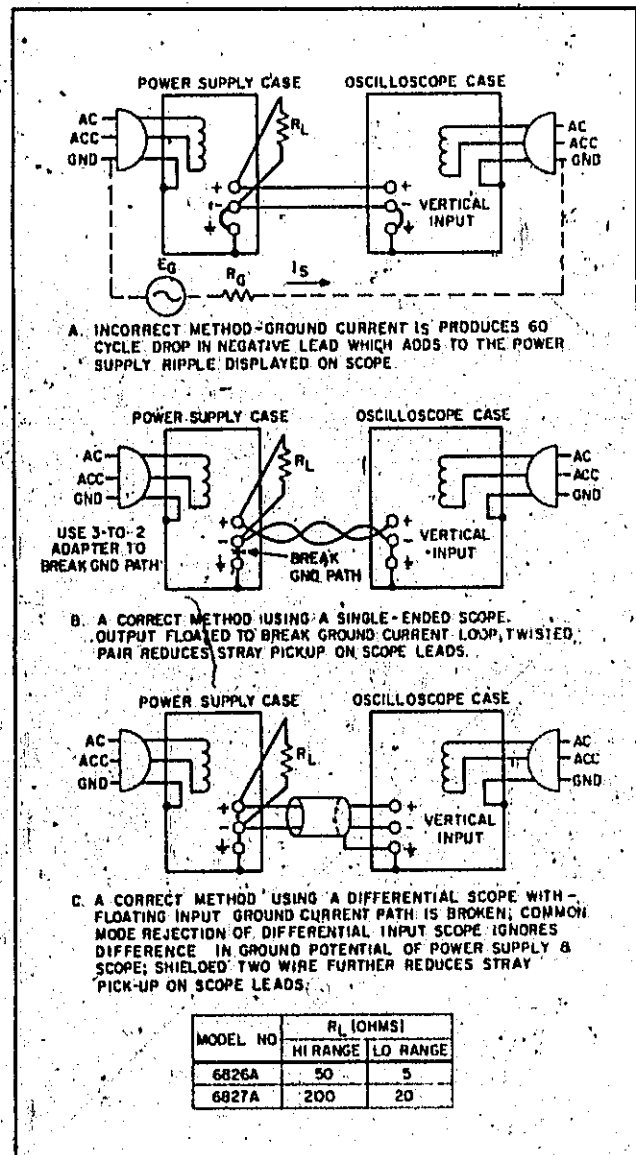 POWER SUPPLY CASE
OSCILLOSCOPE CASE
AC
ACC
GND
RL
+
-
+
-
VERTICAL
INPUT
AC
ACC
GND
EG
RG
IS
A. INCORRECT METHOD-GROUND CURRENT IS PRODUCES 60
CYCLE DROP IN NEGATIVE LEAD WHICH ADDS TO THE POWER
SUPPLY RIPPLE DISPLAYED ON SCOPE.
POWER SUPPLY CASE
OSCILLOSCOPE CASE
AC
ACC
GND
RL
USE 3-TO-2
ADAPTER TO
BREAK GND PATH
+
-
BREAK
GND PATH
+
-
VERTICAL
INPUT
AC
ACC
GND
B. A CORRECT METHOD USING A SINGLE-ENDED SCOPE.
OUTPUT FLOATED TO BREAK GROUND CURRENT LOOP, TWISTED
PAIR REDUCES STRAY PICKUP ON SCOPE LEADS.
POWER SUPPLY CASE
OSCILLOSCOPE CASE
AC
ACC
GND
RL
+
-
+
-
VERTICAL
INPUT
AC
ACC
GND
C. A CORRECT METHOD USING A DIFFERENTIAL SCOPE WITH
FLOATING INPUT GROUND CURRENT PATH IS BROKEN; COMMON
MODE REJECTION OF DIFFERENTIAL INPUT SCOPE IGNORES
DIFFERENCE IN GROUND POTENTIAL OF POWER SUPPLY &
SCOPE; SHIELDED TWO WIRE FURTHER REDUCES STRAY
PICK-UP ON SCOPE LEADS.
MODEL NO RL (OHMS)
HI RANGE LO RANGE
6826A 50 5
6827A 200 20